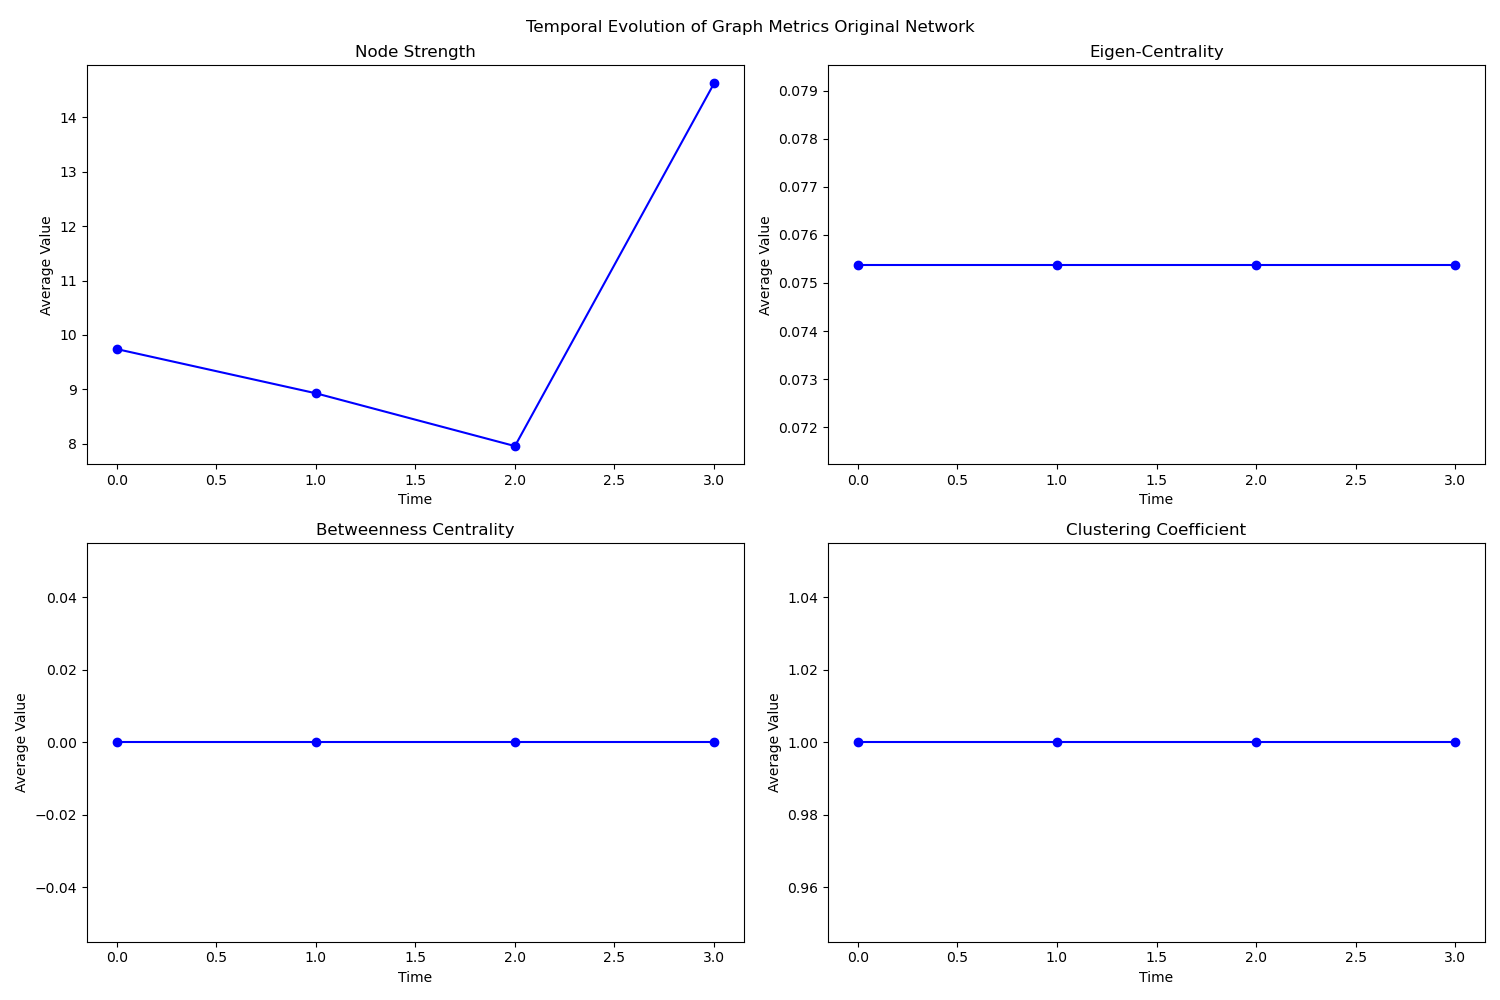 Temporal Evolution of Graph Metrics Original Network
Node Strength
14
13
12
11
10
9
8
Average Value
0.0 0.5 1.0 1.5 2.0 2.5 3.0
Time
Eigen-Centrality
0.079
0.078
0.077
0.076
0.075
0.074
0.073
0.072
Average Value
0.0 0.5 1.0 1.5 2.0 2.5 3.0
Time
Betweenness Centrality
0.04
0.02
0.00
−0.02
−0.04
Average Value
0.0 0.5 1.0 1.5 2.0 2.5 3.0
Time
Clustering Coefficient
1.04
1.02
1.00
0.98
0.96
Average Value
0.0 0.5 1.0 1.5 2.0 2.5 3.0
Time